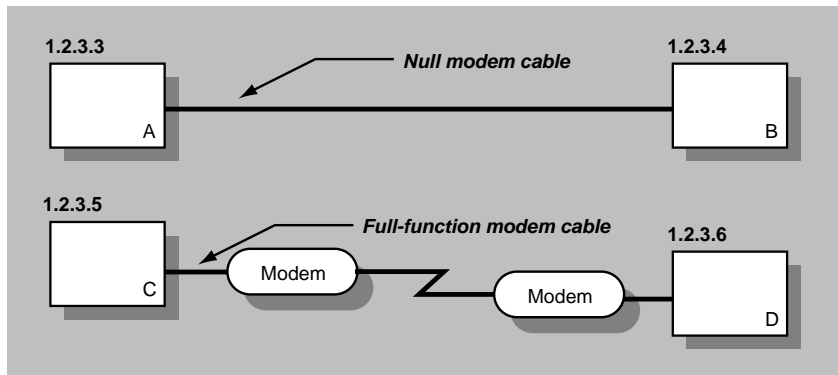 1.2.3.3
1.2.3.4
Null modem cable
A
B
1.2.3.5
Full-function modem cable
1.2.3.6
C
Modem
Modem
D